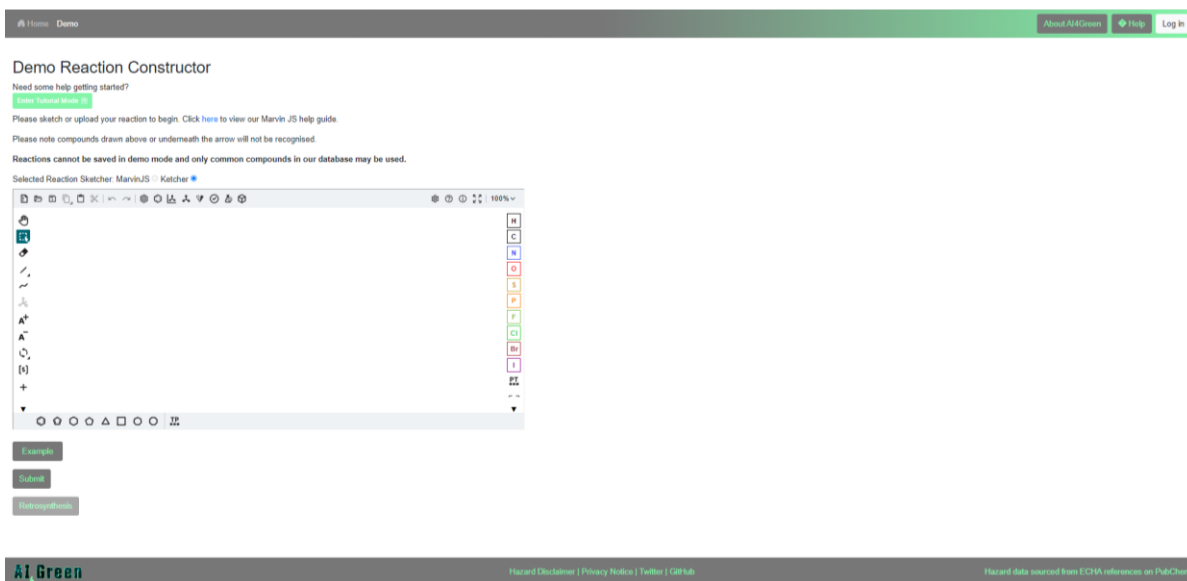 Home Demo
About AI4Green Help Log in
Demo Reaction Constructor
Need some help getting started?
Enter Tutorial Mode
Please sketch or upload your reaction to begin. Click here to view our Marvin JS help guide.
Please note compounds drawn above or underneath the arrow will not be recognised.
Reactions cannot be saved in demo mode and only common compounds in our database may be used.
Selected Reaction Sketcher: MarvinJS Ketcher
100%
H
C
N
O
S
P
F
Cl
Br
I
PT
A+
A-
[s]
TP
Example
Submit
Retrosynthesis
AI Green
Hazard Disclaimer | Privacy Notice | Twitter | GitHub
Hazard data sourced from ECHA references on PubChem